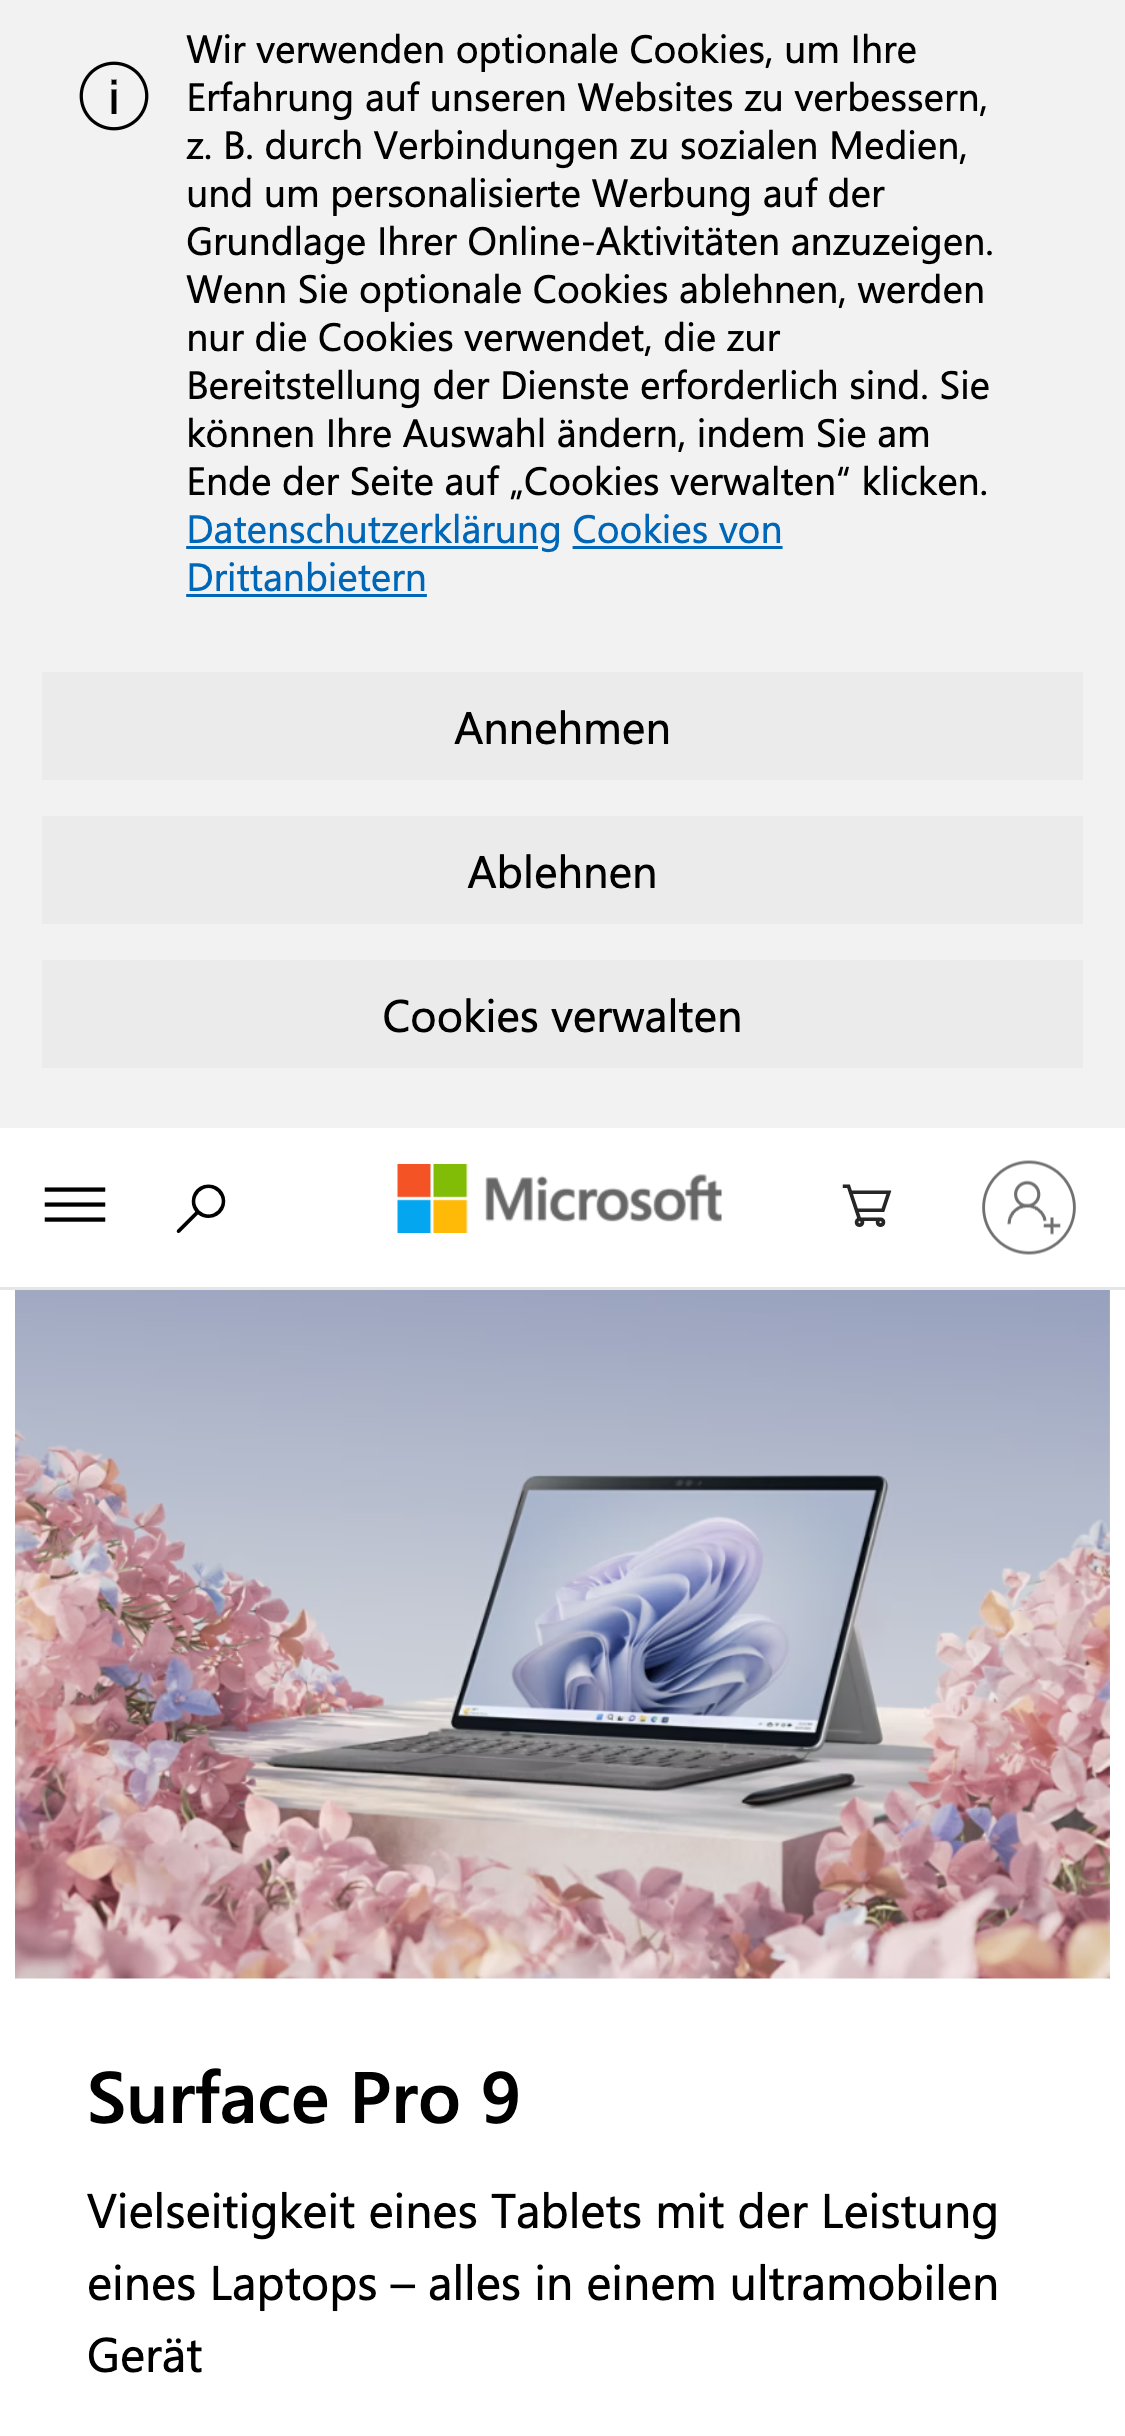 Wir verwenden optionale Cookies, um Ihre
Erfahrung auf unseren Websites zu verbessern,
z. B. durch Verbindungen zu sozialen Medien,
und um personalisierte Werbung auf der
Grundlage Ihrer Online-Aktivitäten anzuzeigen.
Wenn Sie optionale Cookies ablehnen, werden
nur die Cookies verwendet, die zur
Bereitstellung der Dienste erforderlich sind. Sie
können Ihre Auswahl ändern, indem Sie am
Ende der Seite auf „Cookies verwalten“ klicken.
Datenschutzerklärung Cookies von
Drittanbietern
Annehmen
Ablehnen
Cookies verwalten
Microsoft
Surface Pro 9
Vielseitigkeit eines Tablets mit der Leistung
eines Laptops – alles in einem ultramobilen
Gerät